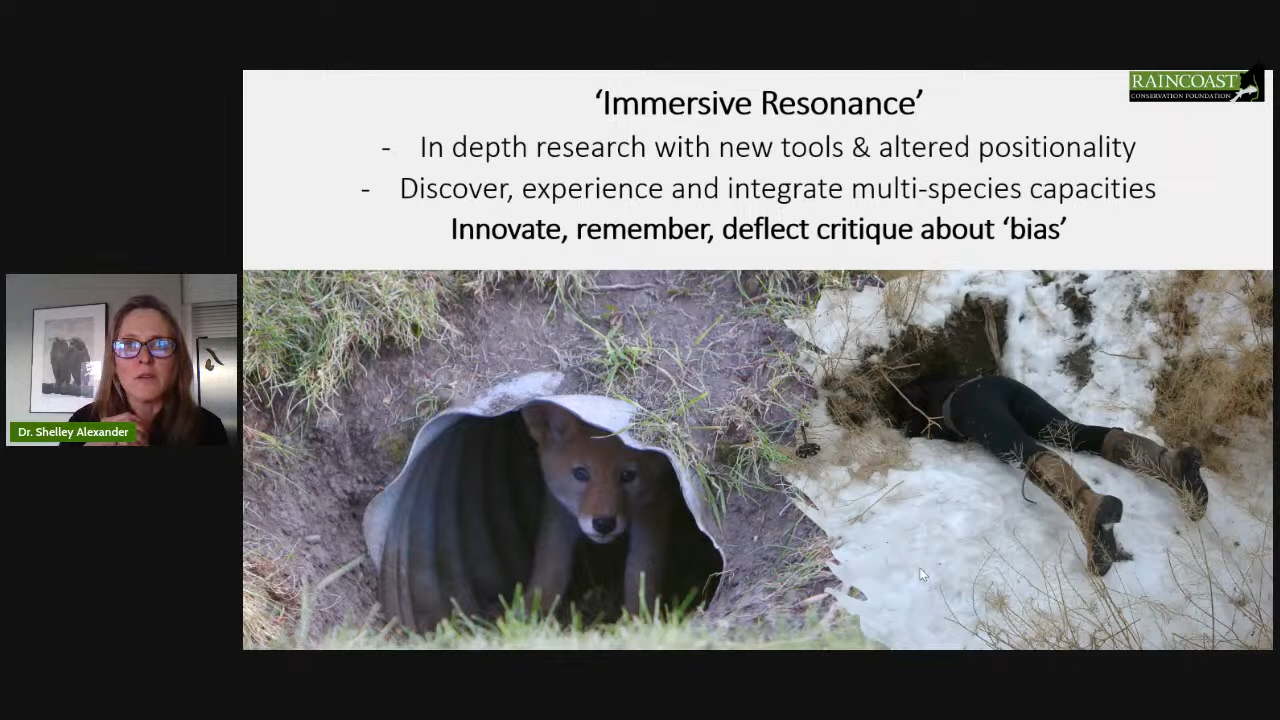 RAINCOAST
CONSERVATION FOUNDATION
‘Immersive Resonance’
- In depth research with new tools & altered positionality
- Discover, experience and integrate multi-species capacities
Innovate, remember, deflect critique about ‘bias’
Dr. Shelley Alexander